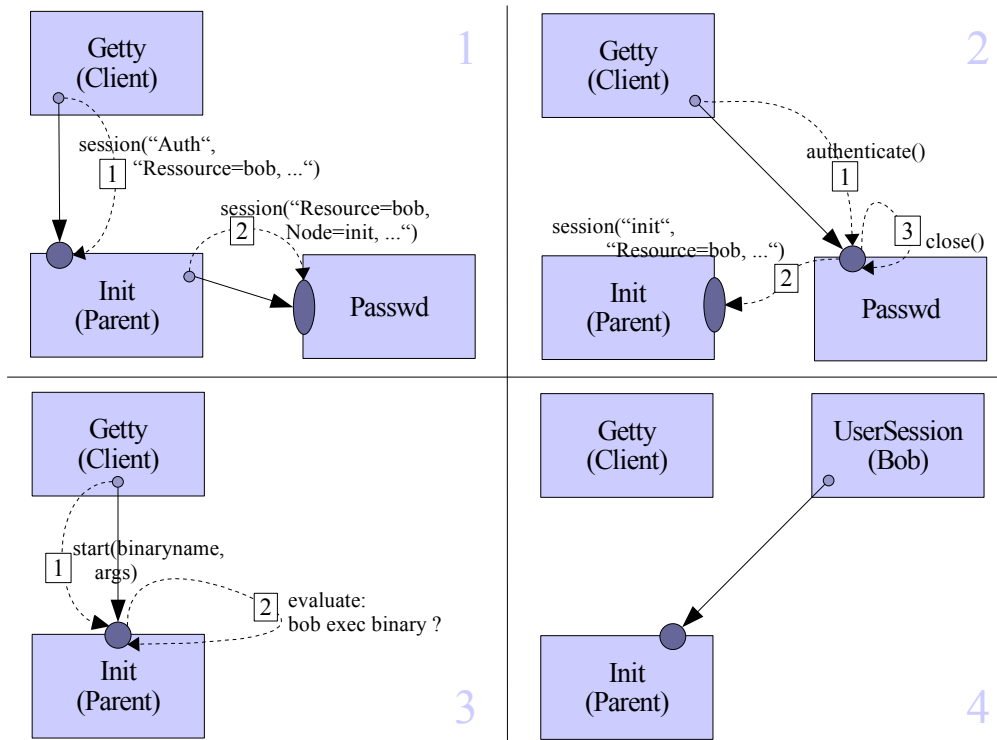 1
Getty
(Client)
session(“Auth“,
“Ressource=bob, ...“)
1
session(“Resource=bob,
Node=init, ...“)
2
Init
(Parent)
Passwd
2
Getty
(Client)
authenticate()
1
session(“init“,
“Resource=bob, ...“)
3
close()
2
Init
(Parent)
Passwd
Getty
(Client)
start(binaryname,
args)
1
2
evaluate:
bob exec binary ?
Init
(Parent)
3
Getty
(Client)
UserSession
(Bob)
Init
(Parent)
4